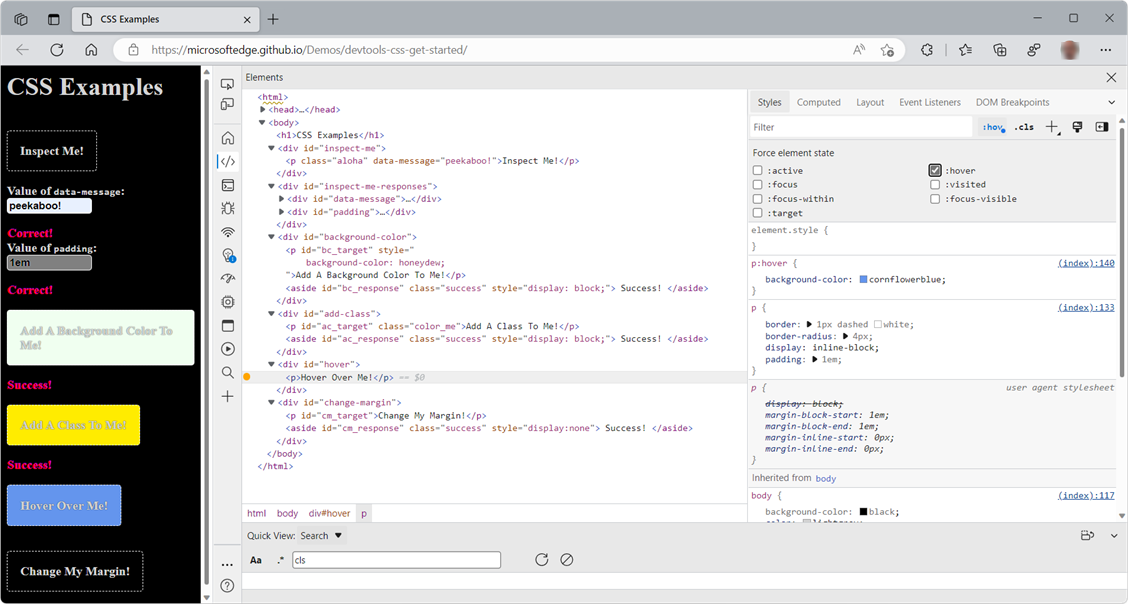 CSS Examples
https://microsoftedge.github.io/Demos/devtools-css-get-started/
CSS Examples
Inspect Me!
Value of data-message:
peekaboo!
Correct!
Value of padding:
1em
Correct!
Add A Background Color To
Me!
Success!
Add A Class To Me!
Success!
Hover Over Me!
Change My Margin!
Elements
<html>
<head>…</head>
<body>
<h1>CSS Examples</h1>
<div id="inspect-me">
<p class="aloha" data-message="peekaboo!">Inspect Me!</p>
</div>
<div id="inspect-me-responses">
<div id="data-message">…</div>
<div id="padding">…</div>
</div>
<div id="background-color">
<p id="bc_target" style="
background-color: honeydew;
">Add A Background Color To Me!</p>
<aside id="bc_response" class="success" style="display: block;"> Success! </aside>
</div>
<div id="add-class">
<p id="ac_target" class="color_me">Add A Class To Me!</p>
<aside id="ac_response" class="success" style="display: block;"> Success! </aside>
</div>
<div id="hover">
<p>Hover Over Me!</p> == $0
</div>
<div id="change-margin">
<p id="cm_target">Change My Margin!</p>
<aside id="cm_response" class="success" style="display:none"> Success! </aside>
</div>
</body>
</html>
html body div#hover p
Styles Computed Layout Event Listeners DOM Breakpoints
Filter :hov .cls
Force element state
:active :hover
:focus :visited
:focus-within :focus-visible
:target
element.style {
}
p:hover { (index):140
background-color: cornflowerblue;
}
p { (index):133
border: 1px dashed white;
border-radius: 4px;
display: inline-block;
padding: 1em;
}
p { user agent stylesheet
display: block;
margin-block-start: 1em;
margin-block-end: 1em;
margin-inline-start: 0px;
margin-inline-end: 0px;
}
Inherited from body
body { (index):117
background-color: black;
color: lightgray;
Quick View: Search
Aa .* cls